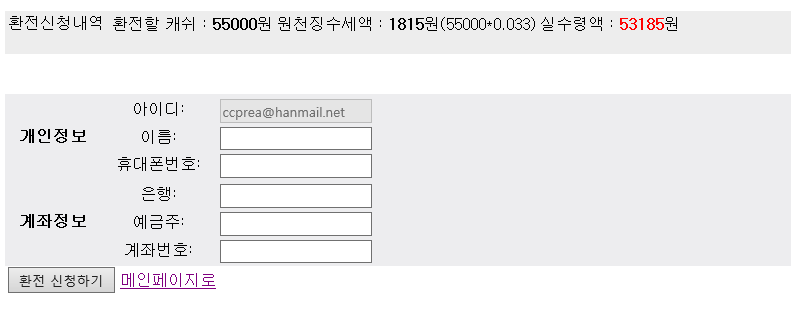 환전신청내역 환전할 캐쉬 : 55000원 원천징수세액 : 1815원(55000*0.033) 실수령액 : 53185원
개인정보
아이디: ccprea@hanmail.net
이름:
휴대폰번호:
계좌정보
은행:
예금주:
계좌번호:
환전 신청하기 메인페이지로